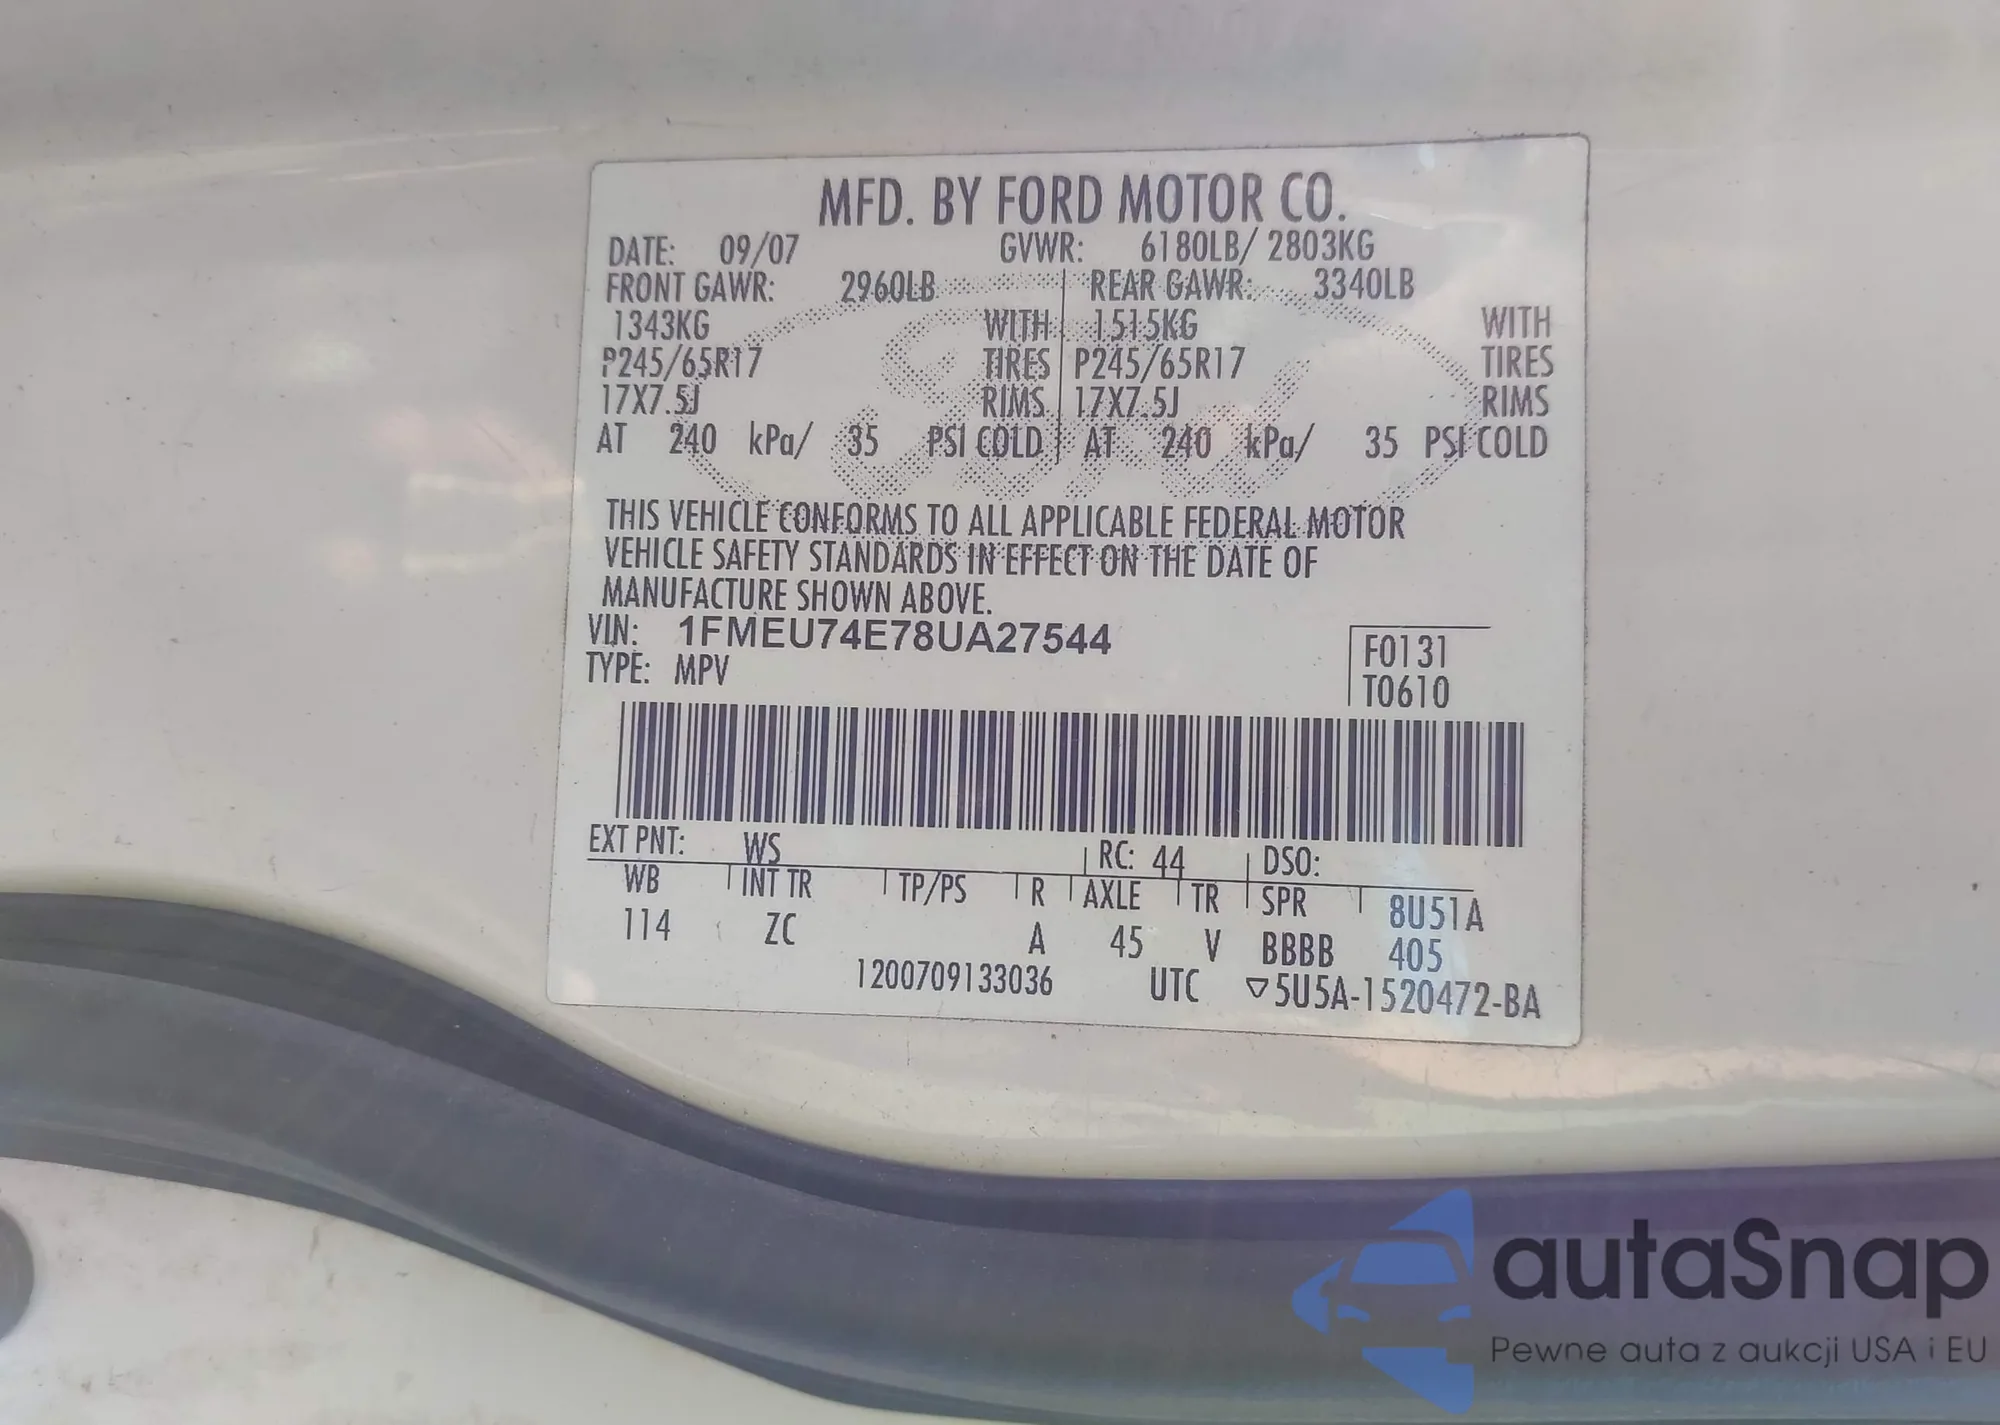 MFD. BY FORD MOTOR CO.
DATE: 09/07 GVWR: 6180LB/ 2803KG
FRONT GAWR: 2960LB REAR GAWR: 3340LB
1343KG WITH 1515KG WITH
P245/65R17 TIRES P245/65R17 TIRES
17X7.5J RIMS 17X7.5J RIMS
AT 240 kPa/ 35 PSI COLD AT 240 kPa/ 35 PSI COLD
THIS VEHICLE CONFORMS TO ALL APPLICABLE FEDERAL MOTOR
VEHICLE SAFETY STANDARDS IN EFFECT ON THE DATE OF
MANUFACTURE SHOWN ABOVE.
VIN: 1FMEU74E78UA27544
TYPE: MPV
F0131
T0610
EXT PNT: WS RC: 44 DSO:
WB INT TR TP/PS R AXLE TR SPR 8U51A
114 ZC A 45 V BBBB 405
1200709133036 UTC ▽5U5A-1520472-BA
Ford
autaSnap
Pewne auta z aukcji USA i EU